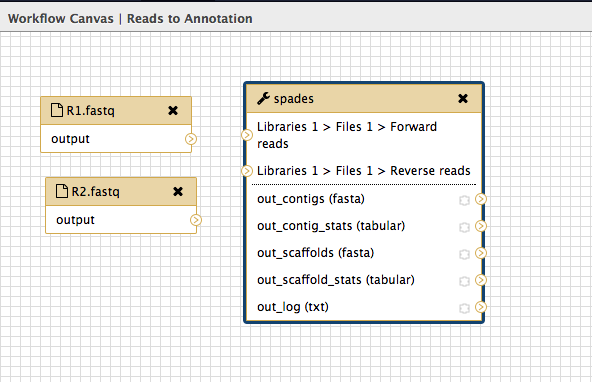 Workflow Canvas | Reads to Annotation
R1.fastq
output
R2.fastq
output
spades
Libraries 1 > Files 1 > Forward
reads
Libraries 1 > Files 1 > Reverse reads
out_contigs (fasta)
out_contig_stats (tabular)
out_scaffolds (fasta)
out_scaffold_stats (tabular)
out_log (txt)